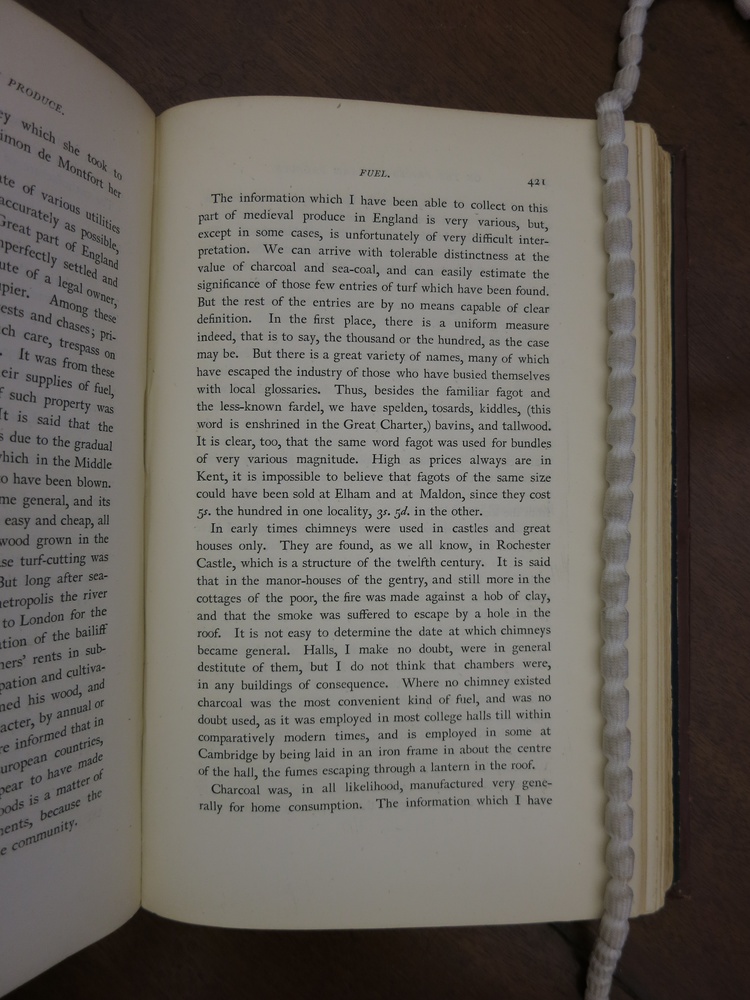 PRODUCE.
ey which she took to
imon de Montfort her
ate of various utilities
accurately as possible,
Great part of England
mperfectly settled and
ute of a legal owner,
upier. Among these
ests and chases; pri-
ch care, trespass on
. It was from these
eir supplies of fuel,
f such property was
It is said that the
s due to the gradual
which in the Middle
o have been blown.
me general, and its
easy and cheap, all
wood grown in the
se turf-cutting was
But long after sea-
netropolis the river
to London for the
tion of the bailiff
ners' rents in sub-
pation and cultiva-
ned his wood, and
acter, by annual or
re informed that in
uropean countries,
pear to have made
oods is a matter of
ments, because the
e community.
FUEL.
421
The information which I have been able to collect on this
part of medieval produce in England is very various, but,
except in some cases, is unfortunately of very difficult inter-
pretation. We can arrive with tolerable distinctness at the
value of charcoal and sea-coal, and can easily estimate the
significance of those few entries of turf which have been found.
But the rest of the entries are by no means capable of clear
definition. In the first place, there is a uniform measure
indeed, that is to say, the thousand or the hundred, as the case
may be. But there is a great variety of names, many of which
have escaped the industry of those who have busied themselves
with local glossaries. Thus, besides the familiar fagot and
the less-known fardel, we have spelden, tosards, kiddles, (this
word is enshrined in the Great Charter,) bavins, and tallwood.
It is clear, too, that the same word fagot was used for bundles
of very various magnitude. High as prices always are in
Kent, it is impossible to believe that fagots of the same size
could have been sold at Elham and at Maldon, since they cost
5s. the hundred in one locality, 3s. 5d. in the other.
In early times chimneys were used in castles and great
houses only. They are found, as we all know, in Rochester
Castle, which is a structure of the twelfth century. It is said
that in the manor-houses of the gentry, and still more in the
cottages of the poor, the fire was made against a hob of clay,
and that the smoke was suffered to escape by a hole in the
roof. It is not easy to determine the date at which chimneys
became general. Halls, I make no doubt, were in general
destitute of them, but I do not think that chambers were,
in any buildings of consequence. Where no chimney existed
charcoal was the most convenient kind of fuel, and was no
doubt used, as it was employed in most college halls till within
comparatively modern times, and is employed in some at
Cambridge by being laid in an iron frame in about the centre
of the hall, the fumes escaping through a lantern in the roof.
Charcoal was, in all likelihood, manufactured very gene-
rally for home consumption. The information which I have